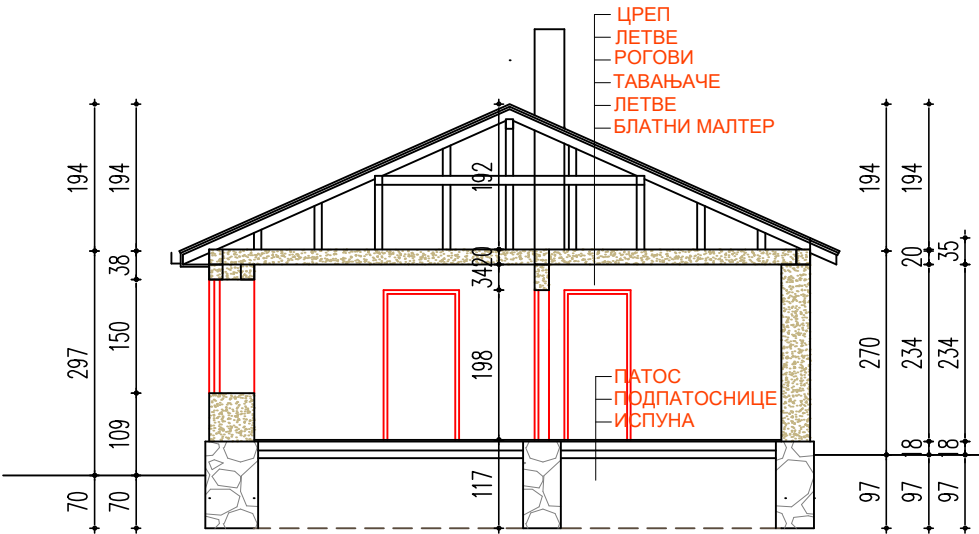 ЦРЕП
ЛЕТВЕ
РОГОВИ
ТАВАЊАЧЕ
ЛЕТВЕ
БЛАТНИ МАЛТЕР
194
194
192
194
194
38
3420
20
35
297
150
198
270
234
234
ПАТОС
ПОДПАТОСНИЦЕ
ИСПУНА
109
18
18
70
70
117
97
97
97